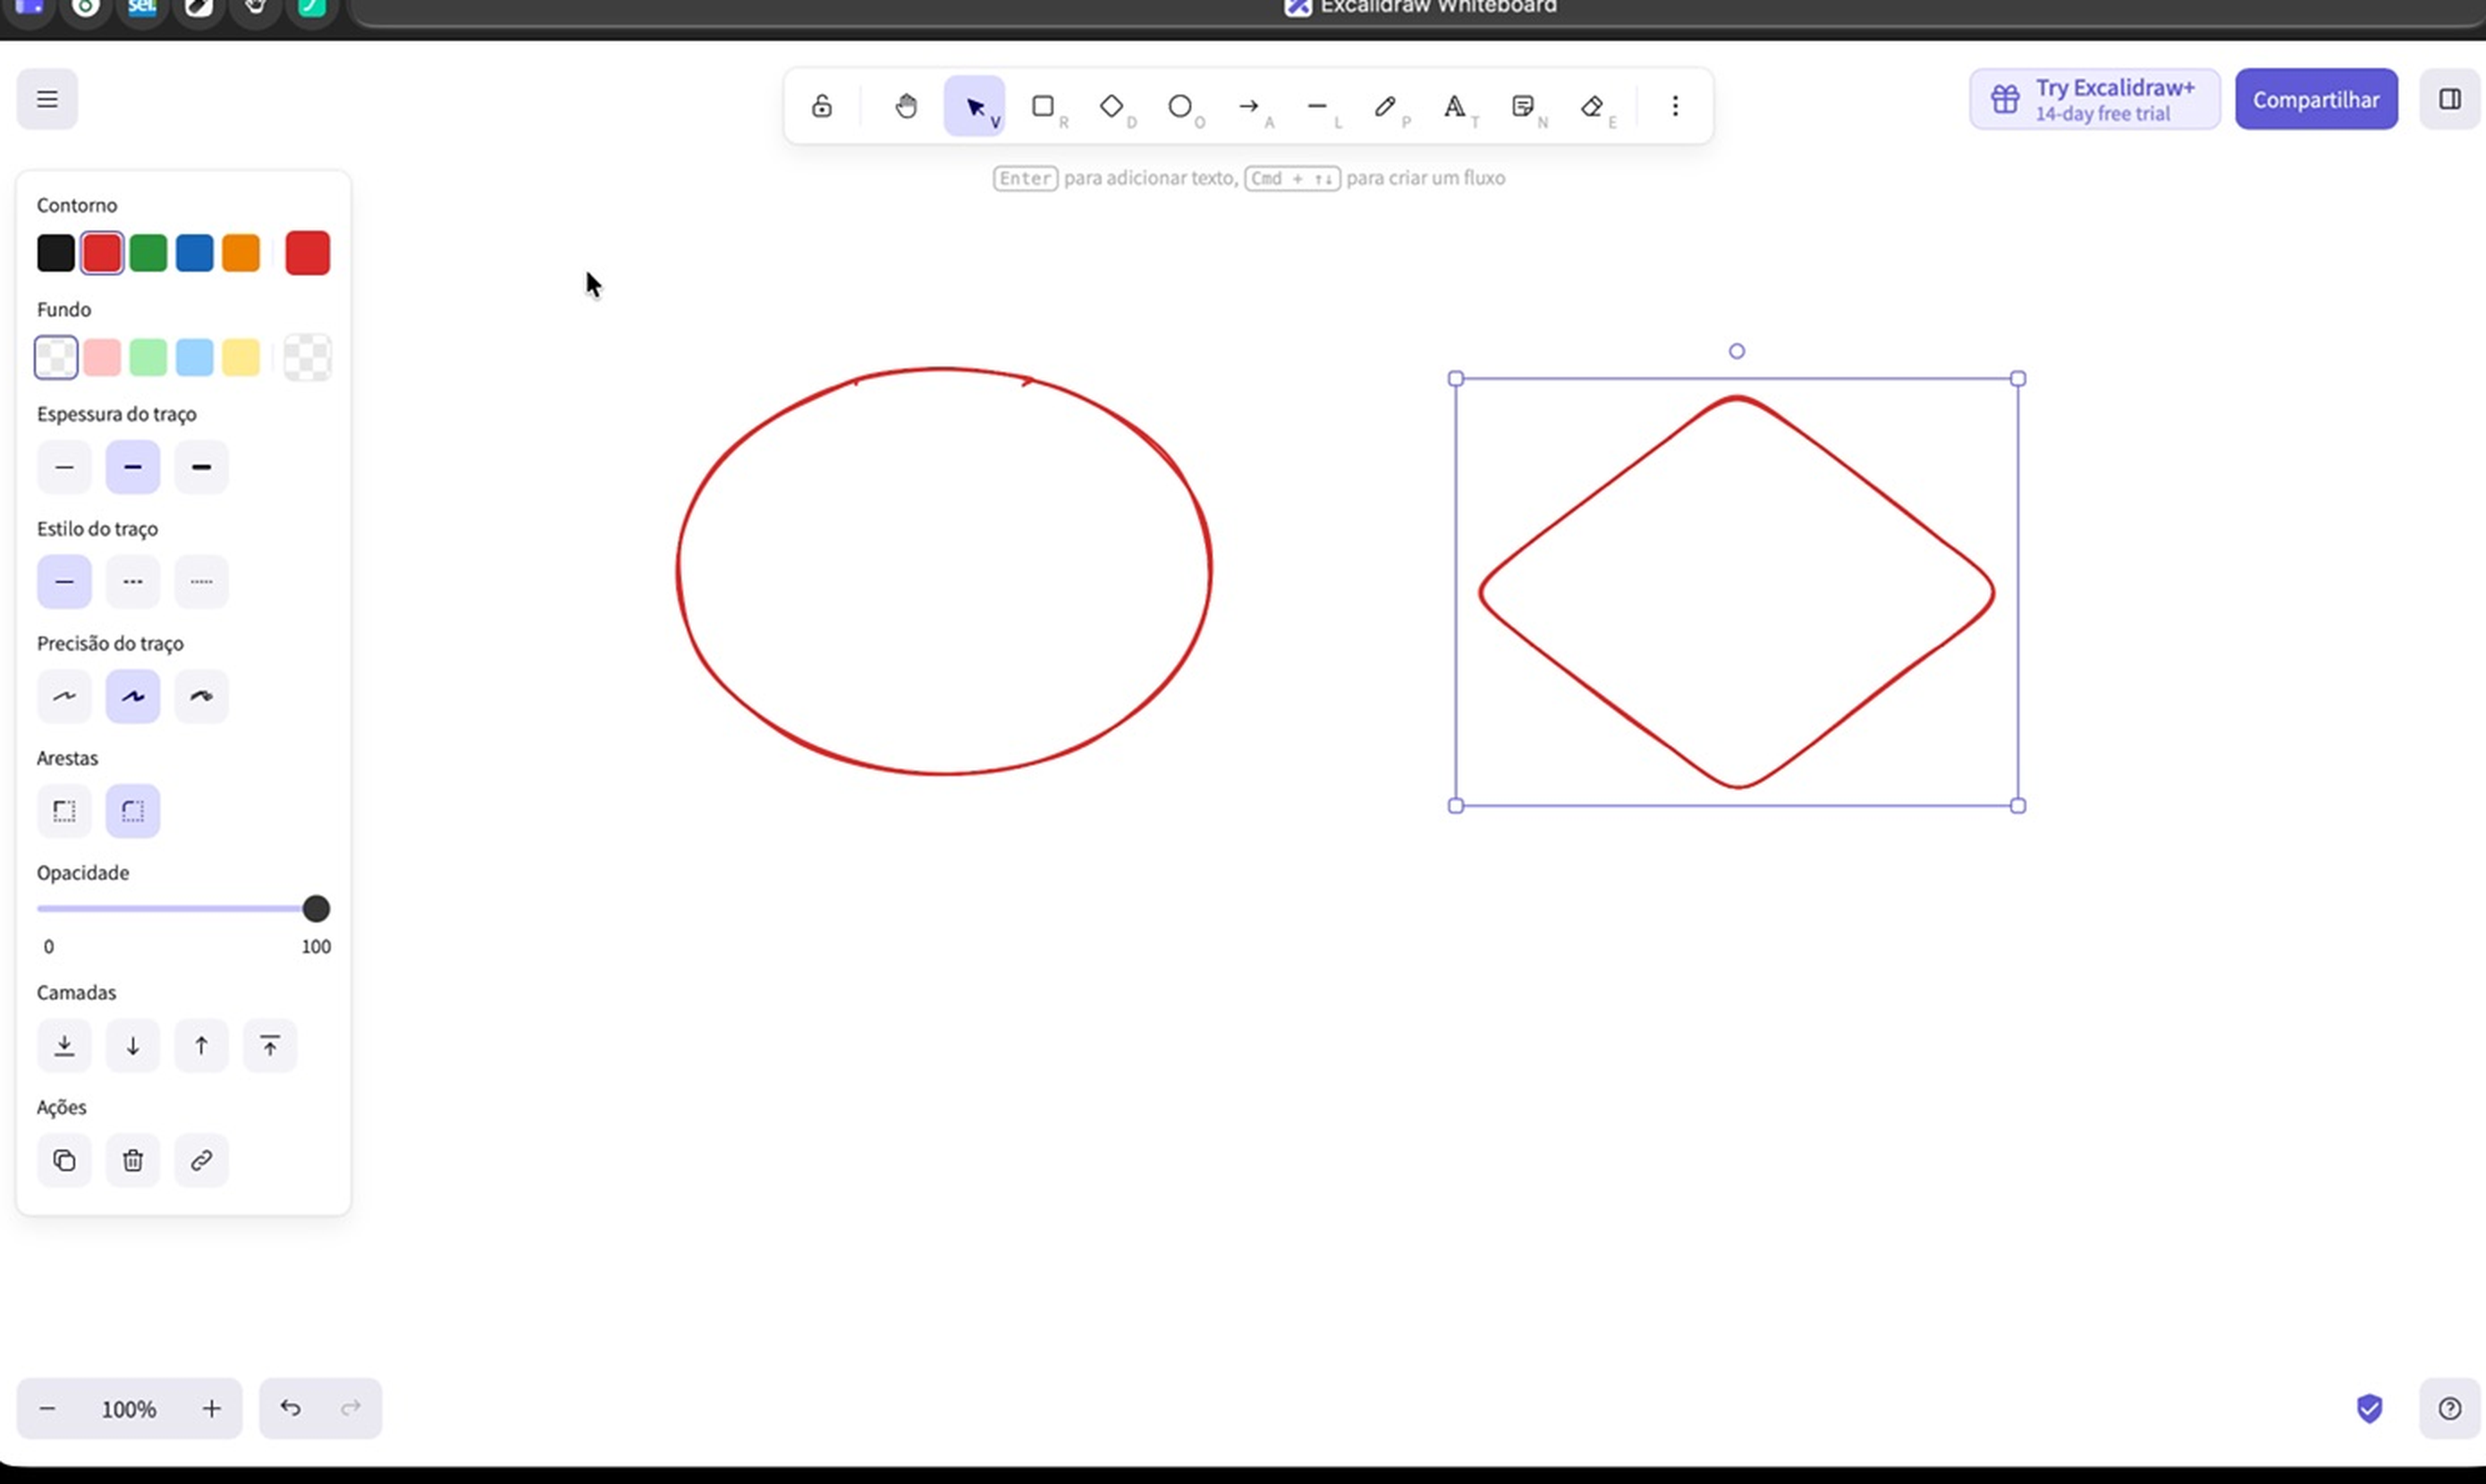 Excalidraw Whiteboard
sei.
Try Excalidraw+
14-day free trial
Compartilhar
V R D O A L P T N E
Enter para adicionar texto, Cmd + ↑↓ para criar um fluxo
Contorno
Fundo
Espessura do traço
Estilo do traço
Precisão do traço
Arestas
Opacidade
0 100
Camadas
Ações
100%